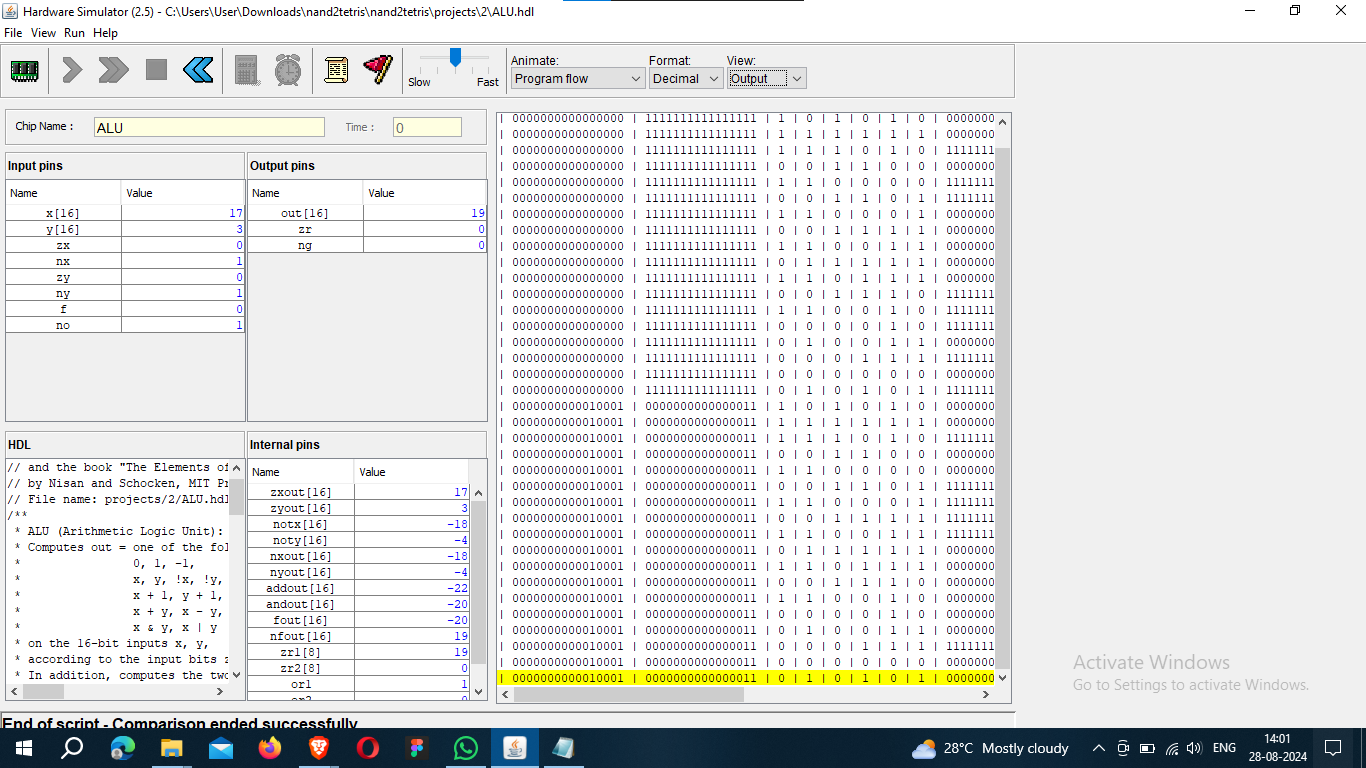 Hardware Simulator (2.5) - C:\Users\User\Downloads\nand2tetris\nand2tetris\projects\2\ALU.hdl
File View Run Help
Slow Fast
Animate: Format: View:
Program flow Decimal Output
Chip Name : ALU Time : 0
Input pins
Name Value
x[16] 17
y[16] 3
zx 0
nx 1
zy 0
ny 1
f 0
no 1
Output pins
Name Value
out[16] 19
zr 0
ng 0
HDL
// and the book "The Elements of
// by Nisan and Schocken, MIT Pr
// File name: projects/2/ALU.hdl
/**
* ALU (Arithmetic Logic Unit):
* Computes out = one of the fol
* 0, 1, -1,
* x, y, !x, !y,
* x + 1, y + 1,
* x + y, x - y,
* x & y, x | y
* on the 16-bit inputs x, y,
* according to the input bits z
* In addition, computes the two
Internal pins
Name Value
zxout[16] 17
zyout[16] 3
notx[16] -18
noty[16] -4
nxout[16] -18
nyout[16] -4
addout[16] -22
andout[16] -20
fout[16] -20
nfout[16] 19
zr1[8] 19
zr2[8] 0
or1 1
| 0000000000000000 | 1111111111111111 | 1 | 0 | 1 | 0 | 1 | 0 | 0000000
| 0000000000000000 | 1111111111111111 | 1 | 1 | 1 | 1 | 1 | 1 | 0000000
| 0000000000000000 | 1111111111111111 | 1 | 1 | 1 | 0 | 1 | 0 | 1111111
| 0000000000000000 | 1111111111111111 | 0 | 0 | 1 | 1 | 0 | 0 | 0000000
| 0000000000000000 | 1111111111111111 | 1 | 1 | 0 | 0 | 0 | 0 | 1111111
| 0000000000000000 | 1111111111111111 | 0 | 0 | 1 | 1 | 0 | 1 | 1111111
| 0000000000000000 | 1111111111111111 | 1 | 1 | 0 | 0 | 0 | 1 | 0000000
| 0000000000000000 | 1111111111111111 | 0 | 0 | 1 | 1 | 1 | 1 | 0000000
| 0000000000000000 | 1111111111111111 | 1 | 1 | 0 | 0 | 1 | 1 | 0000000
| 0000000000000000 | 1111111111111111 | 0 | 1 | 1 | 1 | 1 | 1 | 0000000
| 0000000000000000 | 1111111111111111 | 1 | 1 | 0 | 1 | 1 | 1 | 0000000
| 0000000000000000 | 1111111111111111 | 0 | 0 | 1 | 1 | 1 | 0 | 1111111
| 0000000000000000 | 1111111111111111 | 1 | 1 | 0 | 0 | 1 | 0 | 1111111
| 0000000000000000 | 1111111111111111 | 0 | 0 | 0 | 0 | 1 | 0 | 1111111
| 0000000000000000 | 1111111111111111 | 0 | 1 | 0 | 0 | 1 | 1 | 0000000
| 0000000000000000 | 1111111111111111 | 0 | 0 | 0 | 1 | 1 | 1 | 1111111
| 0000000000000000 | 1111111111111111 | 0 | 0 | 0 | 0 | 0 | 0 | 0000000
| 0000000000000000 | 1111111111111111 | 0 | 1 | 0 | 1 | 0 | 1 | 1111111
| 0000000000010001 | 0000000000000011 | 1 | 0 | 1 | 0 | 1 | 0 | 0000000
| 0000000000010001 | 0000000000000011 | 1 | 1 | 1 | 1 | 1 | 1 | 0000000
| 0000000000010001 | 0000000000000011 | 1 | 1 | 1 | 0 | 1 | 0 | 1111111
| 0000000000010001 | 0000000000000011 | 0 | 0 | 1 | 1 | 0 | 0 | 0000000
| 0000000000010001 | 0000000000000011 | 1 | 1 | 0 | 0 | 0 | 0 | 0000000
| 0000000000010001 | 0000000000000011 | 0 | 0 | 1 | 1 | 0 | 1 | 1111111
| 0000000000010001 | 0000000000000011 | 1 | 1 | 0 | 0 | 0 | 1 | 1111111
| 0000000000010001 | 0000000000000011 | 0 | 0 | 1 | 1 | 1 | 1 | 1111111
| 0000000000010001 | 0000000000000011 | 1 | 1 | 0 | 0 | 1 | 1 | 1111111
| 0000000000010001 | 0000000000000011 | 0 | 1 | 1 | 1 | 1 | 1 | 0000000
| 0000000000010001 | 0000000000000011 | 1 | 1 | 0 | 1 | 1 | 1 | 0000000
| 0000000000010001 | 0000000000000011 | 0 | 0 | 1 | 1 | 1 | 0 | 0000000
| 0000000000010001 | 0000000000000011 | 1 | 1 | 0 | 0 | 1 | 0 | 0000000
| 0000000000010001 | 0000000000000011 | 0 | 0 | 0 | 0 | 1 | 0 | 0000000
| 0000000000010001 | 0000000000000011 | 0 | 1 | 0 | 0 | 1 | 1 | 0000000
| 0000000000010001 | 0000000000000011 | 0 | 0 | 0 | 1 | 1 | 1 | 1111111
| 0000000000010001 | 0000000000000011 | 0 | 0 | 0 | 0 | 0 | 0 | 0000000
| 0000000000010001 | 0000000000000011 | 0 | 1 | 0 | 1 | 0 | 1 | 0000000
Activate Windows
Go to Settings to activate Windows.
End of script - Comparison ended successfully
28°C Mostly cloudy
ENG
14:01
28-08-2024